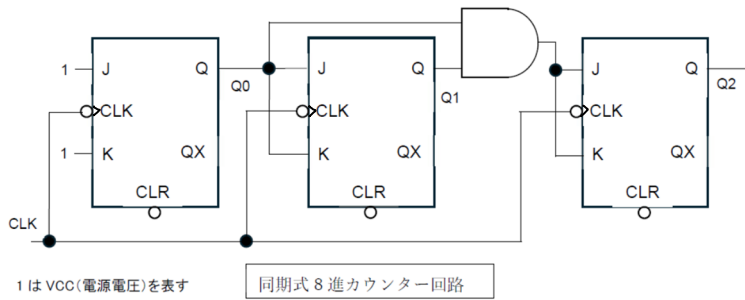 1 J Q
Q0
CLK
1 K QX
CLR
J Q
Q1
CLK
K QX
CLR
J Q
Q2
CLK
K QX
CLR
CLK
1 は VCC(電源電圧)を表す
同期式８進カウンター回路